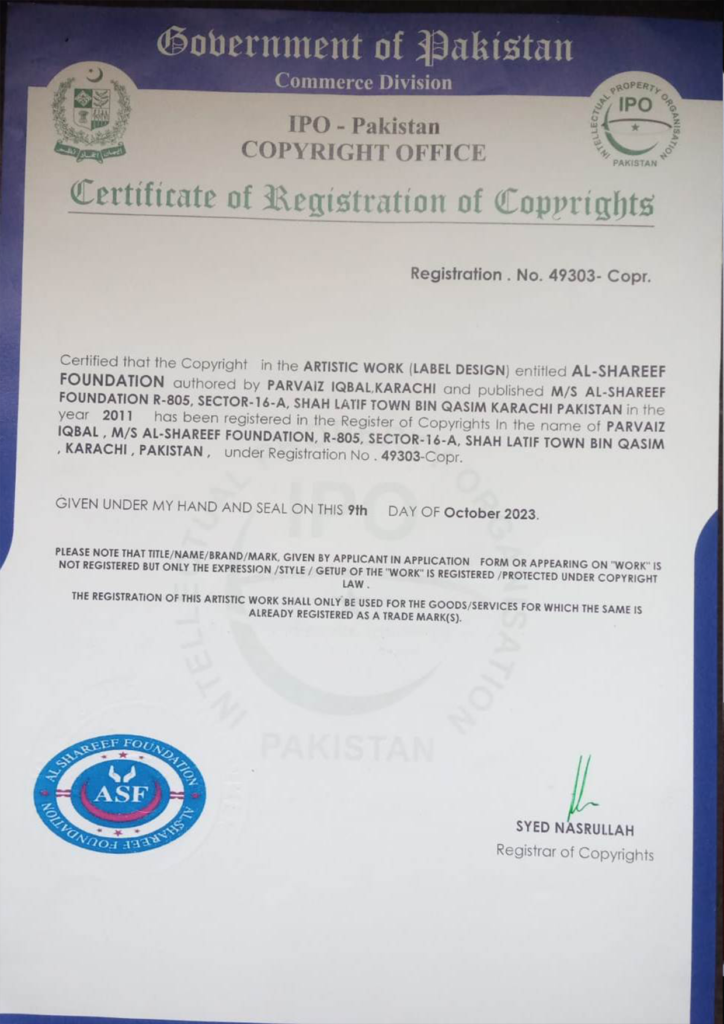 Government of Pakistan
Commerce Division
INTELLECTUAL PROPERTY ORGANISATION
IPO
PAKISTAN
IPO - Pakistan
COPYRIGHT OFFICE
Certificate of Registration of Copyrights
Registration . No. 49303- Copr.
Certified that the Copyright in the ARTISTIC WORK (LABEL DESIGN) entitled AL-SHAREEF
FOUNDATION authored by PARVAIZ IQBAL,KARACHI and published M/S AL-SHAREEF
FOUNDATION R-805, SECTOR-16-A, SHAH LATIF TOWN BIN QASIM KARACHI PAKISTAN in the
year 2011 has been registered in the Register of Copyrights In the name of PARVAIZ
IQBAL , M/S AL-SHAREEF FOUNDATION, R-805, SECTOR-16-A, SHAH LATIF TOWN BIN QASIM
, KARACHI , PAKISTAN , under Registration No . 49303-Copr.
GIVEN UNDER MY HAND AND SEAL ON THIS 9th DAY OF October 2023.
PLEASE NOTE THAT TITLE/NAME/BRAND/MARK, GIVEN BY APPLICANT IN APPLICATION FORM OR APPEARING ON "WORK" IS
NOT REGISTERED BUT ONLY THE EXPRESSION /STYLE / GETUP OF THE "WORK" IS REGISTERED /PROTECTED UNDER COPYRIGHT
LAW .
THE REGISTRATION OF THIS ARTISTIC WORK SHALL ONLY BE USED FOR THE GOODS/SERVICES FOR WHICH THE SAME IS
ALREADY REGISTERED AS A TRADE MARK(S).
IPO
INTELLECTUAL PROPERTY ORGANISATION
PAKISTAN
AL SHAREEF FOUNDATION
ASF
AL SHAREEF FOUNDATION
SYED NASRULLAH
Registrar of Copyrights